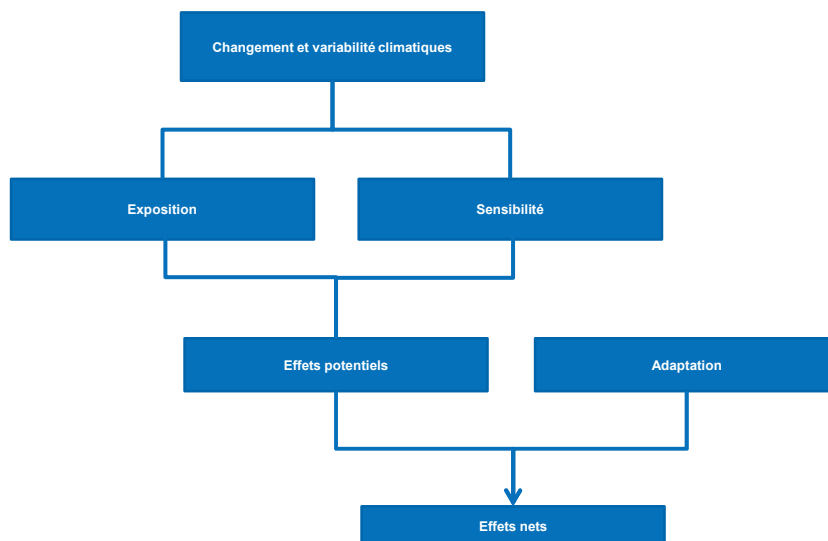 Changement et variabilité climatiques
Exposition
Sensibilité
Effets potentiels
Adaptation
Effets nets